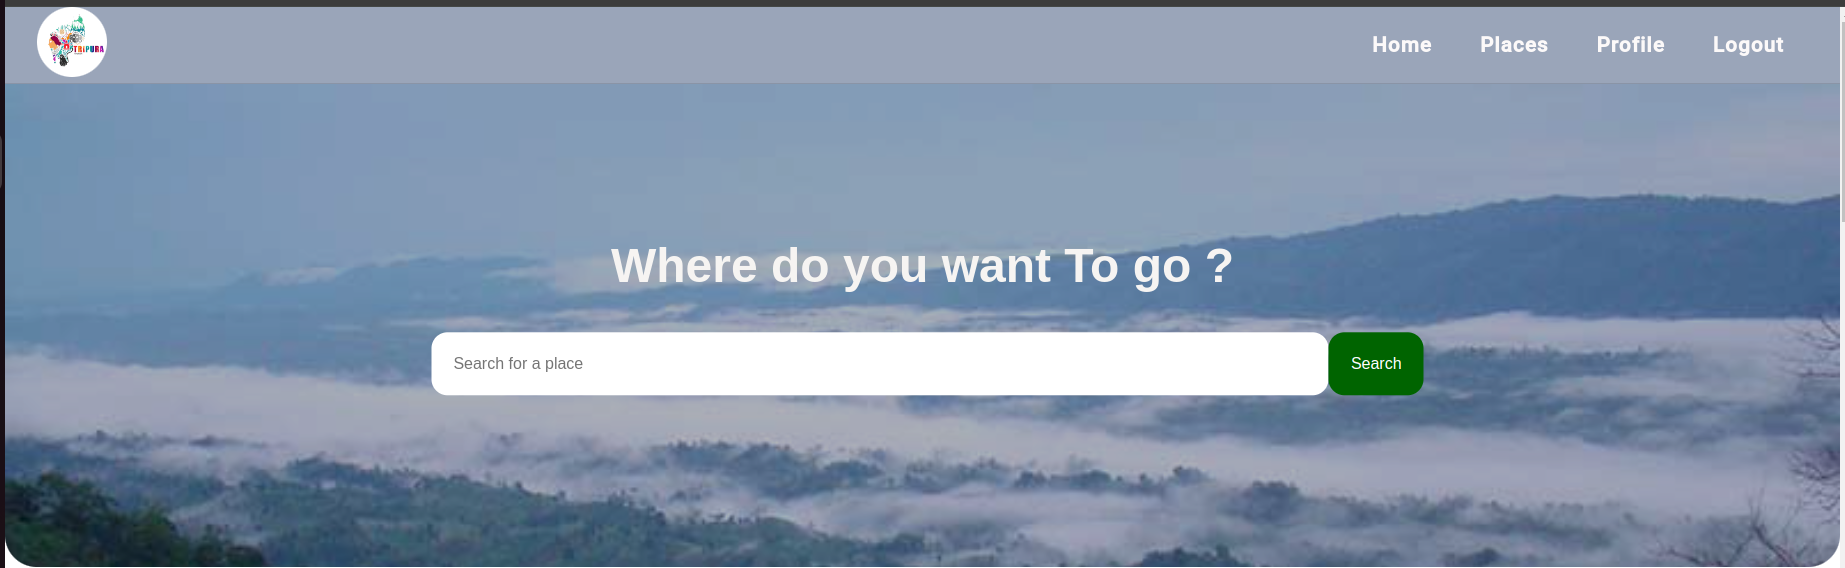 TRIPURA
Home Places Profile Logout
Where do you want To go ?
Search for a place
Search